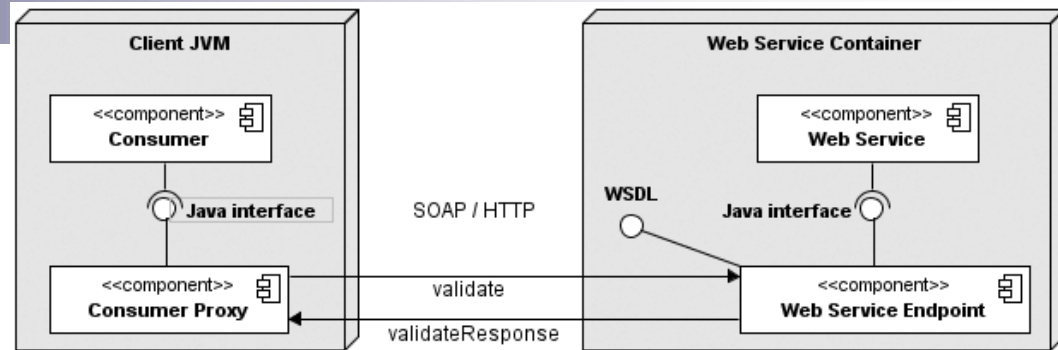 Client JVM
<<component>>
Consumer
Java interface
<<component>>
Consumer Proxy
SOAP / HTTP
validate
validateResponse
Web Service Container
<<component>>
Web Service
WSDL
Java interface
<<component>>
Web Service Endpoint